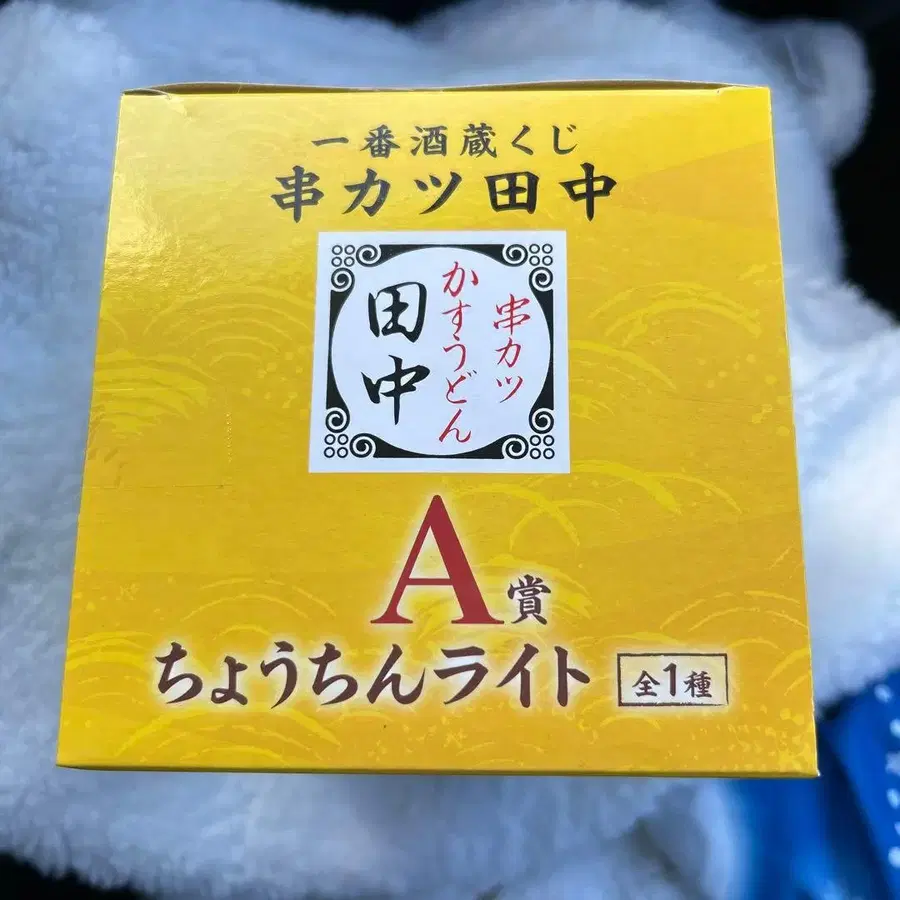 一番酒蔵くじ
串カツ田中
串カツ
かすうどん
田中
A賞
ちょうちんライト 全1種